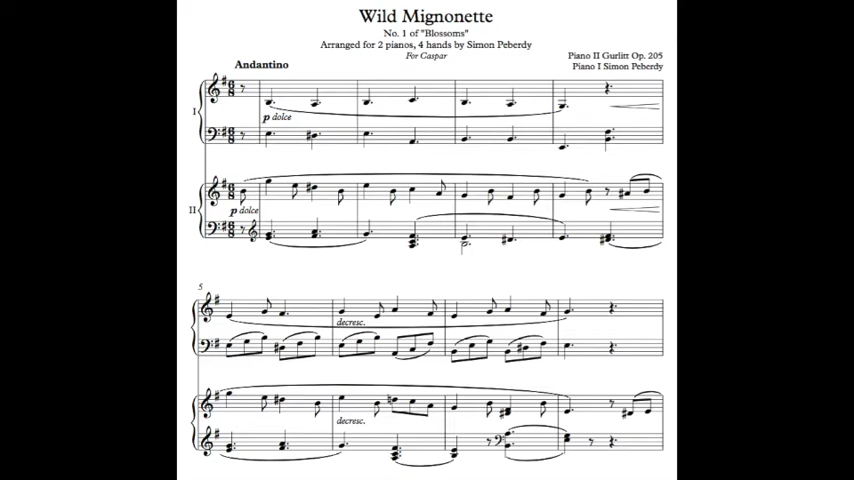 Wild Mignonette
No. 1 of "Blossoms"
Arranged for 2 pianos, 4 hands by Simon Peberdy
For Caspar
Piano II Gurlitt Op. 205
Piano I Simon Peberdy
Andantino
I
p dolce
II
p dolce
5
decresc.
decresc.